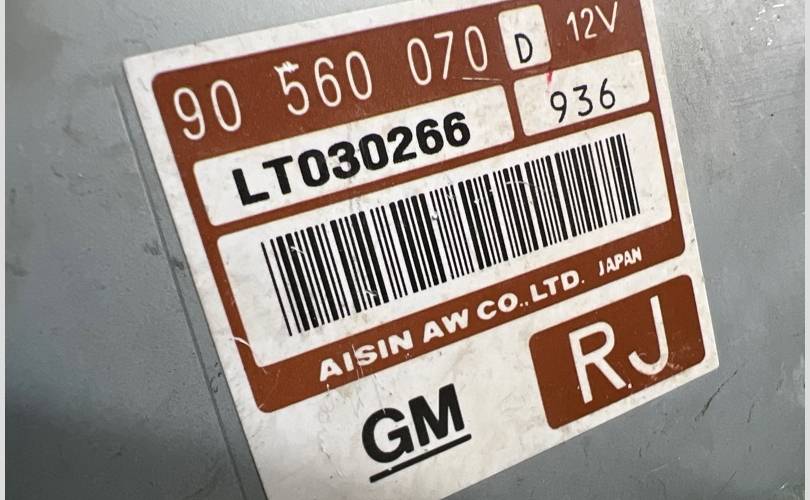 90 560 070 D 12V
LT030266 936
AISIN AW CO., LTD. JAPAN
GM RJ